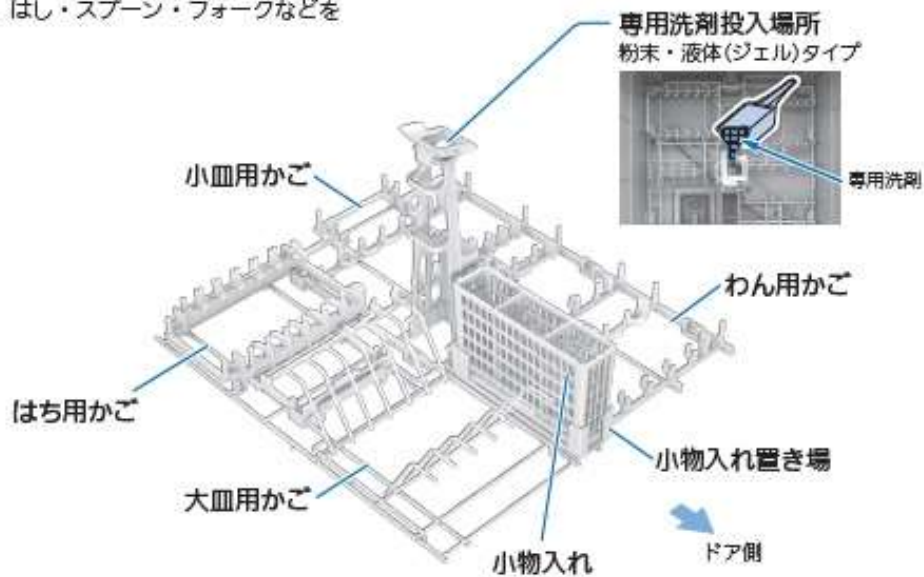 はし・スプーン・フォークなどを
専用洗剤投入場所
粉末・液体(ジェル)タイプ
専用洗剤
小皿用かご
わん用かご
はち用かご
小物入れ置き場
大皿用かご
小物入れ
ドア側